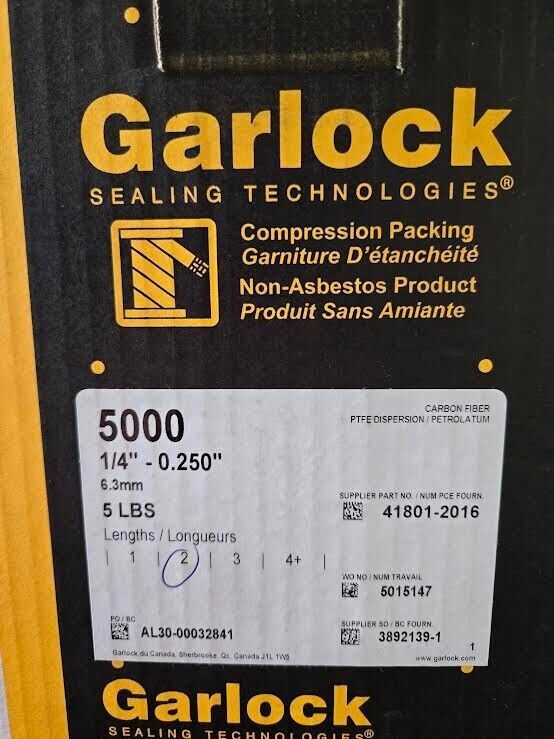 Garlock
SEALING TECHNOLOGIES®
Compression Packing
Garniture D'étanchéité
Non-Asbestos Product
Produit Sans Amiante
5000
CARBON FIBER
PTFE DISPERSION / PETROLATUM
1/4" - 0.250"
6.3mm
5 LBS
SUPPLIER PART NO. / NUM PCE FOURN.
41801-2016
Lengths / Longueurs
| 1 | 2 | 3 | 4+ |
WO NO / NUM TRAVAIL
5015147
PO / BC
AL30-00032841
SUPPLIER SO / BC FOURN.
3892139-1
1
Garlock du Canada, Sherbrooke, Qc, Canada J1L 1W5
www.garlock.com
Garlock
SEALING TECHNOLOGIES®